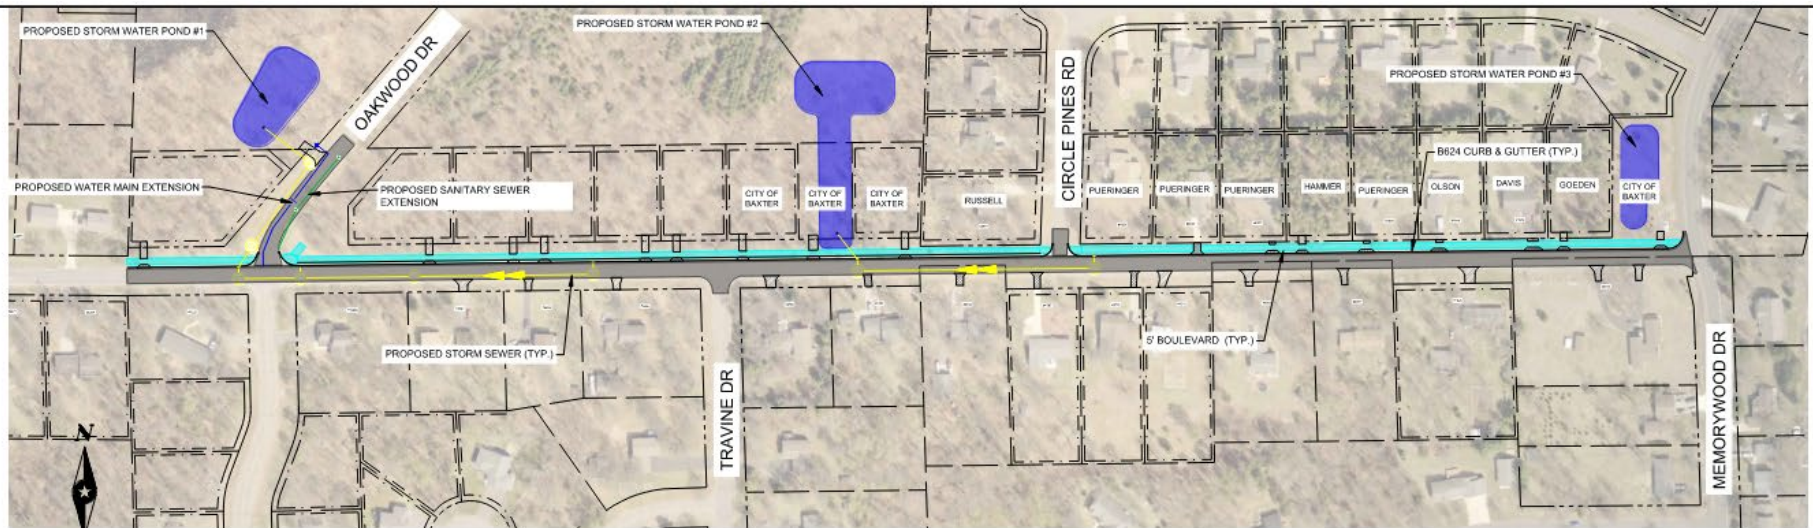 PROPOSED STORM WATER POND #1
OAKWOOD DR
PROPOSED STORM WATER POND #2
CIRCLE PINES RD
PROPOSED STORM WATER POND #3
B624 CURB & GUTTER (TYP.)
PROPOSED WATER MAIN EXTENSION
PROPOSED SANITARY SEWER
EXTENSION
CITY OF
BAXTER
CITY OF
BAXTER
CITY OF
BAXTER
RUSSELL
PUERINGER
PUERINGER
PUERINGER
HAMMER
PUERINGER
OLSON
DAVIS
GOEDEN
CITY OF
BAXTER
PROPOSED STORM SEWER (TYP.)
5' BOULEVARD (TYP.)
TRAVINE DR
MEMORYWOOD DR
N